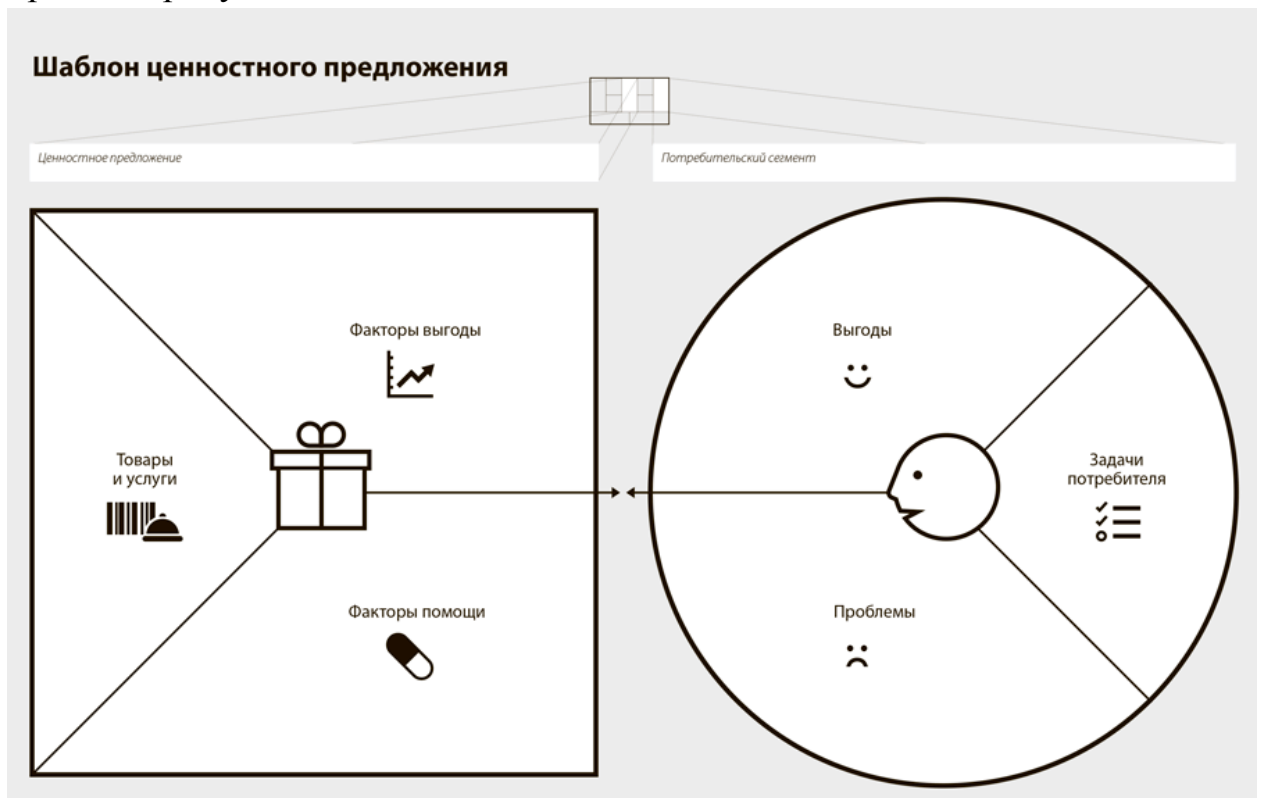 Шаблон ценностного предложения
Ценностное предложение
Потребительский сегмент
Факторы выгоды
Товары
и услуги
Факторы помощи
Выгоды
Задачи
потребителя
Проблемы